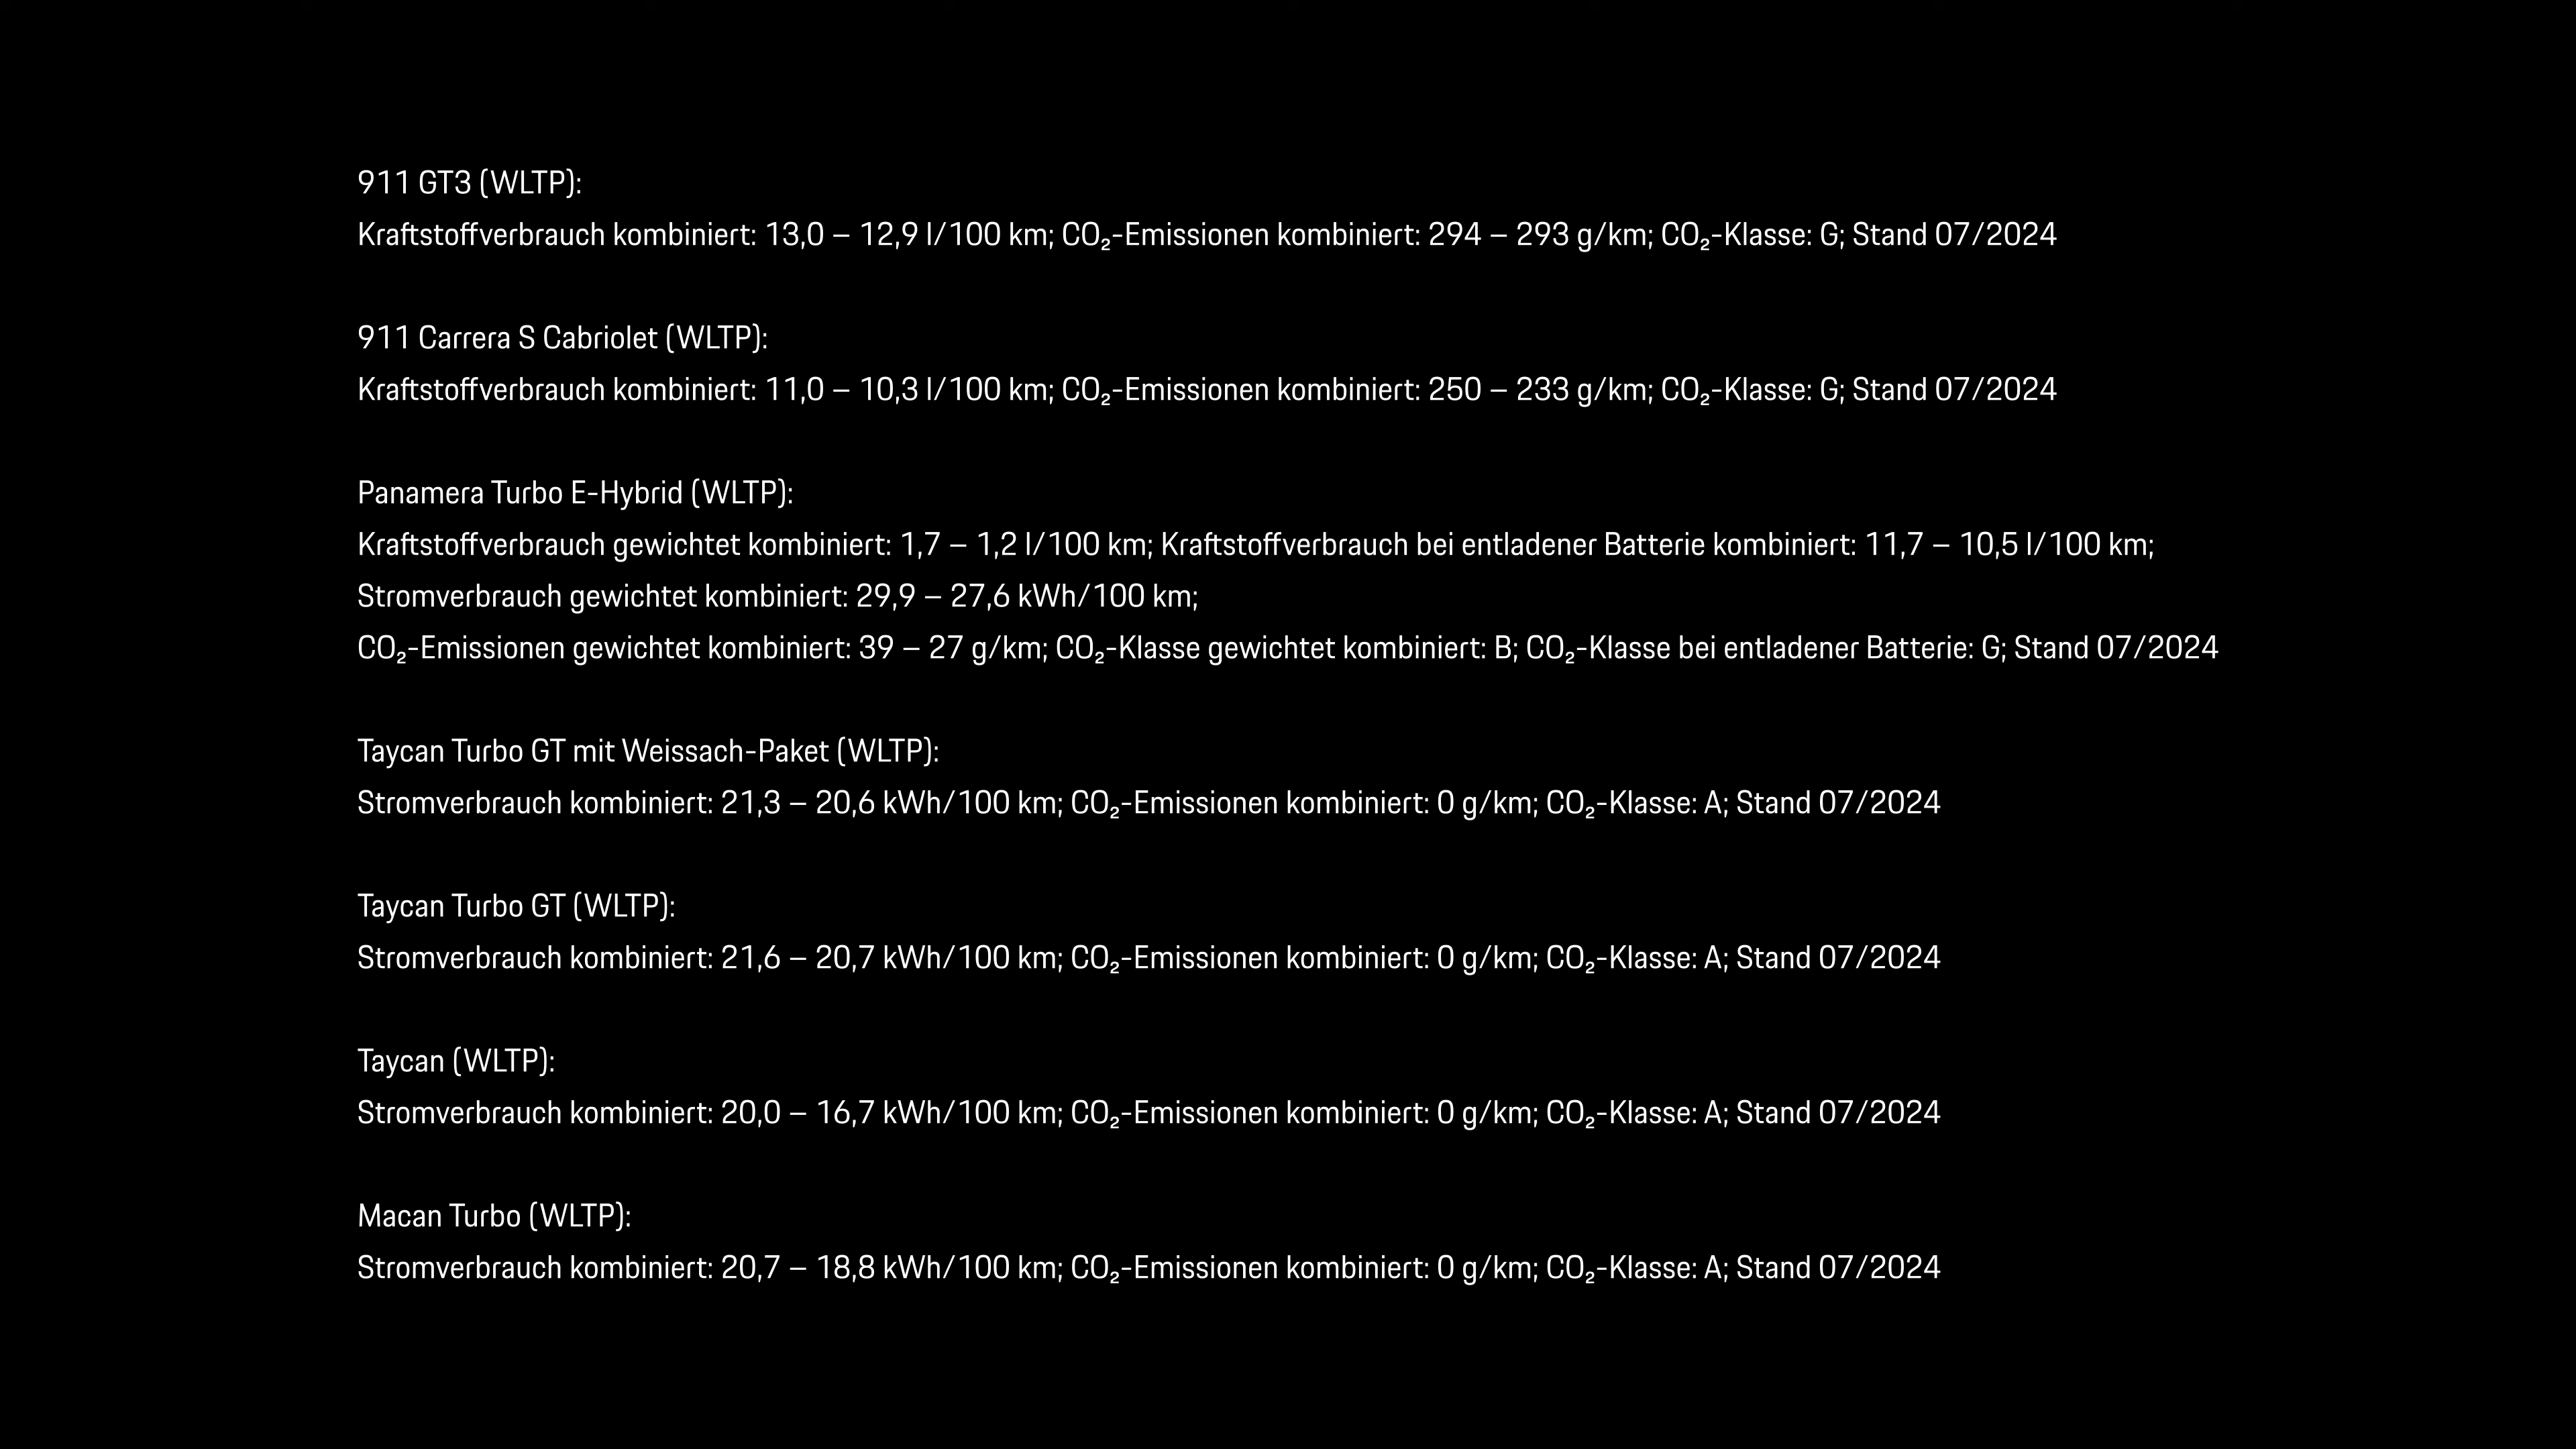 911 GT3 (WLTP):
Kraftstoffverbrauch kombiniert: 13,0 – 12,9 l/100 km; CO₂-Emissionen kombiniert: 294 – 293 g/km; CO₂-Klasse: G; Stand 07/2024
911 Carrera S Cabriolet (WLTP):
Kraftstoffverbrauch kombiniert: 11,0 – 10,3 l/100 km; CO₂-Emissionen kombiniert: 250 – 233 g/km; CO₂-Klasse: G; Stand 07/2024
Panamera Turbo E-Hybrid (WLTP):
Kraftstoffverbrauch gewichtet kombiniert: 1,7 – 1,2 l/100 km; Kraftstoffverbrauch bei entladener Batterie kombiniert: 11,7 – 10,5 l/100 km;
Stromverbrauch gewichtet kombiniert: 29,9 – 27,6 kWh/100 km;
CO₂-Emissionen gewichtet kombiniert: 39 – 27 g/km; CO₂-Klasse gewichtet kombiniert: B; CO₂-Klasse bei entladener Batterie: G; Stand 07/2024
Taycan Turbo GT mit Weissach-Paket (WLTP):
Stromverbrauch kombiniert: 21,3 – 20,6 kWh/100 km; CO₂-Emissionen kombiniert: 0 g/km; CO₂-Klasse: A; Stand 07/2024
Taycan Turbo GT (WLTP):
Stromverbrauch kombiniert: 21,6 – 20,7 kWh/100 km; CO₂-Emissionen kombiniert: 0 g/km; CO₂-Klasse: A; Stand 07/2024
Taycan (WLTP):
Stromverbrauch kombiniert: 20,0 – 16,7 kWh/100 km; CO₂-Emissionen kombiniert: 0 g/km; CO₂-Klasse: A; Stand 07/2024
Macan Turbo (WLTP):
Stromverbrauch kombiniert: 20,7 – 18,8 kWh/100 km; CO₂-Emissionen kombiniert: 0 g/km; CO₂-Klasse: A; Stand 07/2024